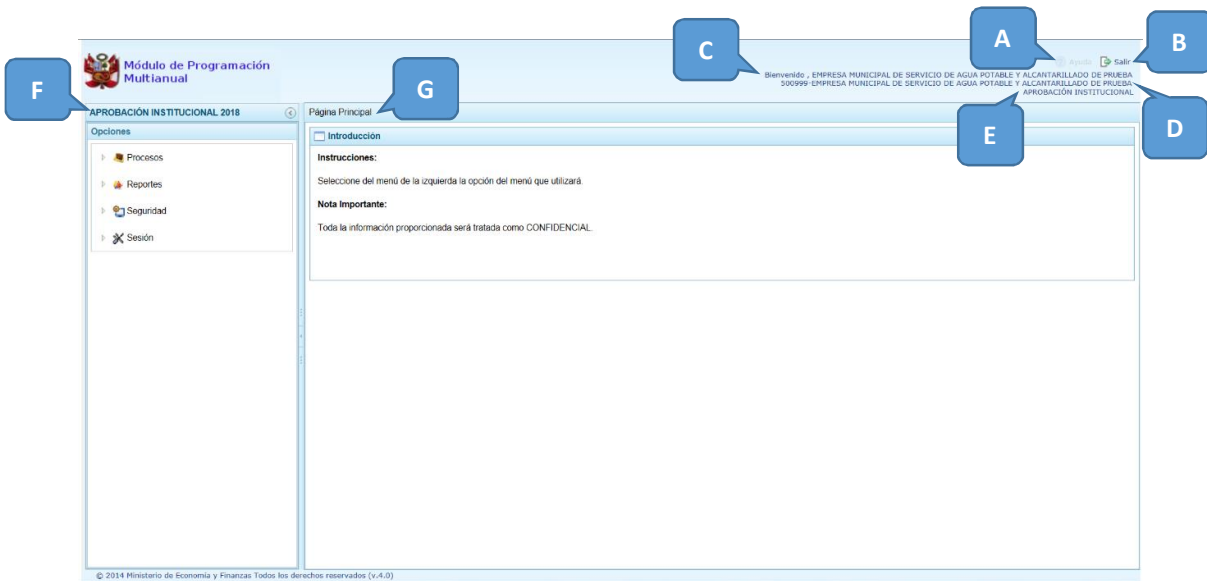 A
B
C
Módulo de Programación
Multianual
Ayuda
Salir
F
G
Bienvenido , EMPRESA MUNICIPAL DE SERVICIO DE AGUA POTABLE Y ALCANTARILLADO DE PRUEBA
500999-EMPRESA MUNICIPAL DE SERVICIO DE AGUA POTABLE Y ALCANTARILLADO DE PRUEBA
APROBACIÓN INSTITUCIONAL
E
D
APROBACIÓN INSTITUCIONAL 2018
Página Principal
Opciones
Procesos
Reportes
Seguridad
Sesión
Introducción
Instrucciones:
Seleccione del menú de la izquierda la opción del menú que utilizará.
Nota Importante:
Toda la información proporcionada será tratada como CONFIDENCIAL.
© 2014 Ministerio de Economía y Finanzas Todos los derechos reservados (v.4.0)